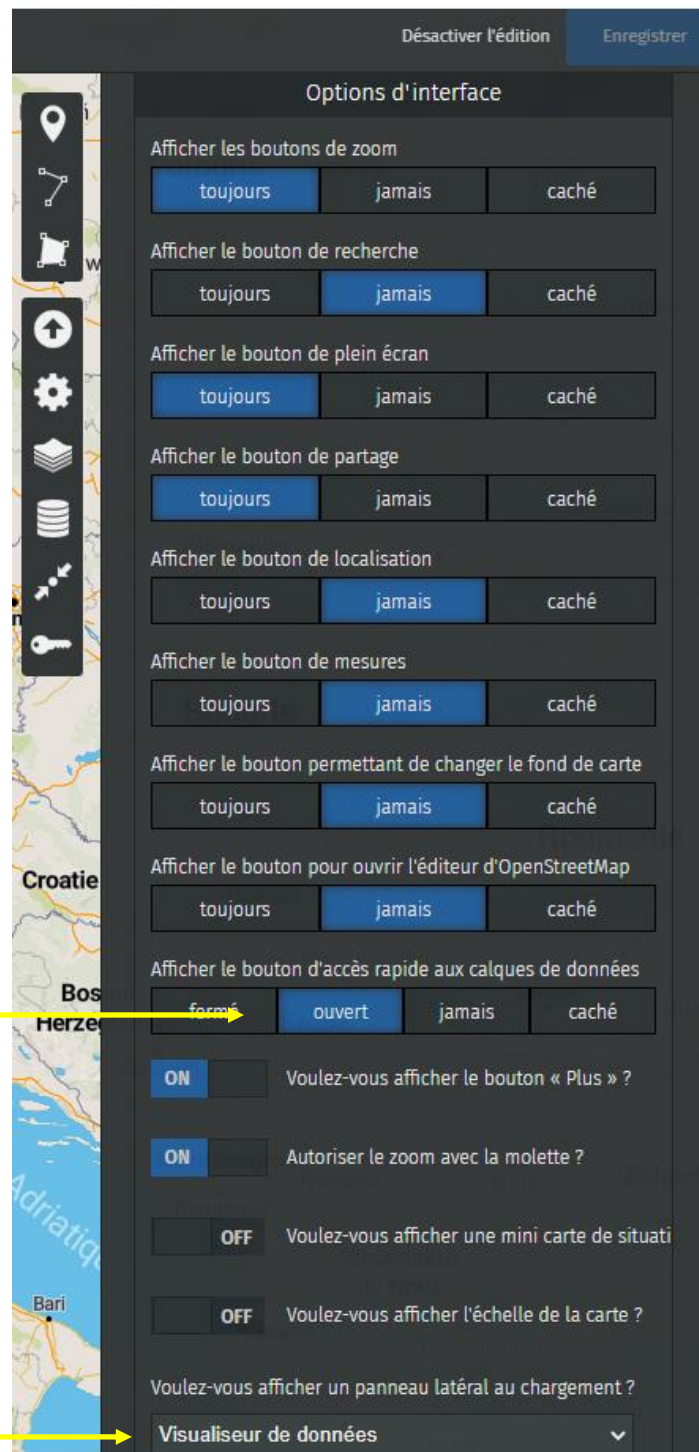 Désactiver l'édition Enregistrer
Options d'interface
Afficher les boutons de zoom
toujours jamais caché
Afficher le bouton de recherche
toujours jamais caché
Afficher le bouton de plein écran
toujours jamais caché
Afficher le bouton de partage
toujours jamais caché
Afficher le bouton de localisation
toujours jamais caché
Afficher le bouton de mesures
toujours jamais caché
Afficher le bouton permettant de changer le fond de carte
toujours jamais caché
Afficher le bouton pour ouvrir l'éditeur d'OpenStreetMap
toujours jamais caché
Croatie
Afficher le bouton d'accès rapide aux calques de données
fermé ouvert jamais caché
Bos
Herzeg
ON Voulez-vous afficher le bouton « Plus » ?
ON Autoriser le zoom avec la molette ?
OFF Voulez-vous afficher une mini carte de situati
Adriatiq
OFF Voulez-vous afficher l'échelle de la carte ?
Bari
Voulez-vous afficher un panneau latéral au chargement ?
Visualiseur de données